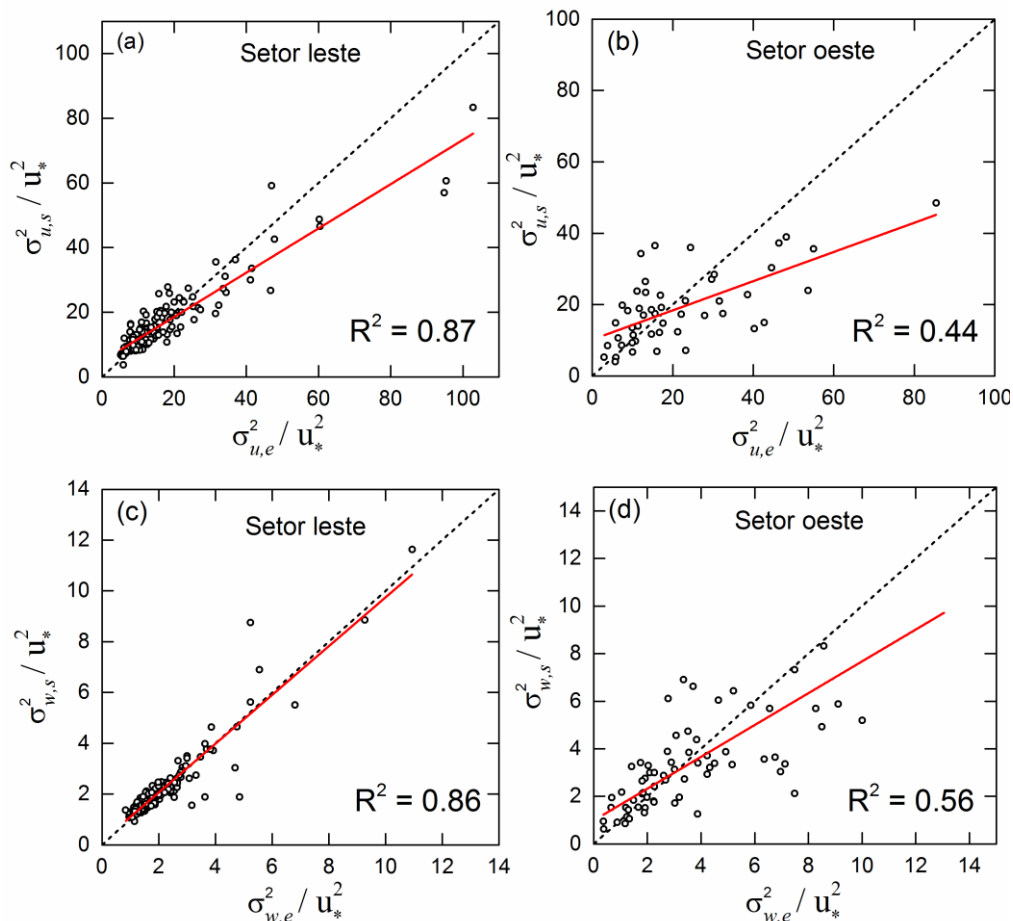 (a)
Setor leste
100
80
60
40
20
0
σ²u,s / u²*
R² = 0.87
0 20 40 60 80 100
σ²u,e / u²*
(b)
Setor oeste
100
80
60
40
20
0
σ²u,s / u²*
R² = 0.44
0 20 40 60 80 100
σ²u,e / u²*
(c)
Setor leste
14
12
10
8
6
4
2
0
σ²w,s / u²*
R² = 0.86
0 2 4 6 8 10 12 14
σ²w,e / u²*
(d)
Setor oeste
14
12
10
8
6
4
2
0
σ²w,s / u²*
R² = 0.56
0 2 4 6 8 10 12 14
σ²w,e / u²*